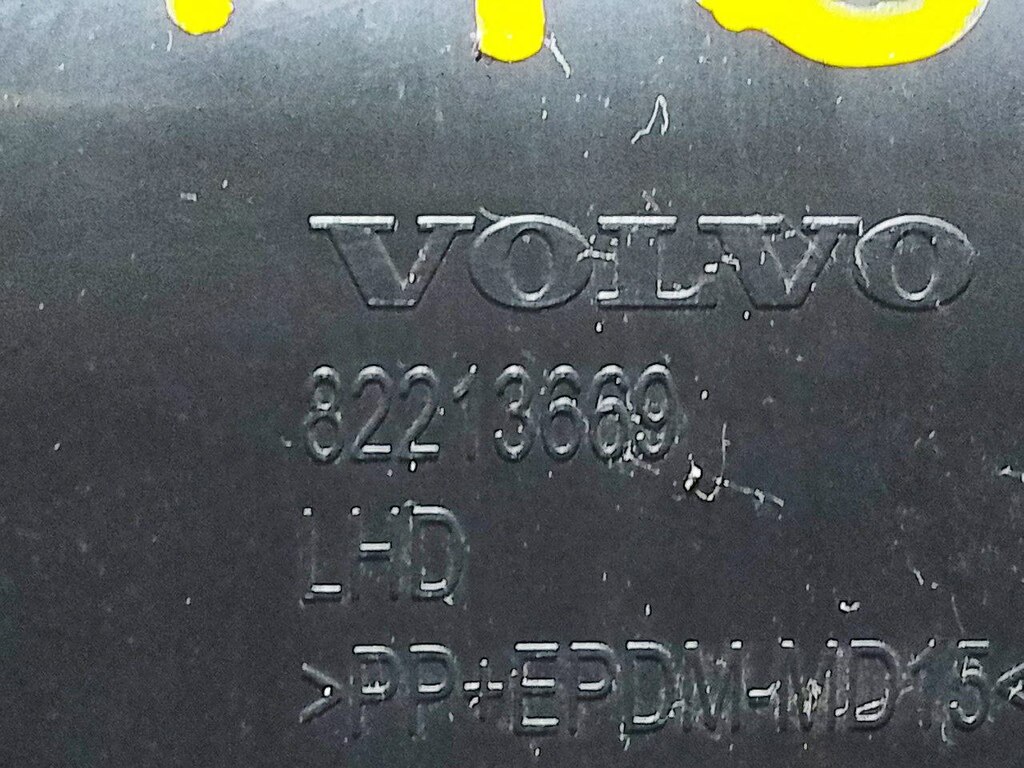 VOLVO
82213669
LHD
>PP+EPDM-MD15<